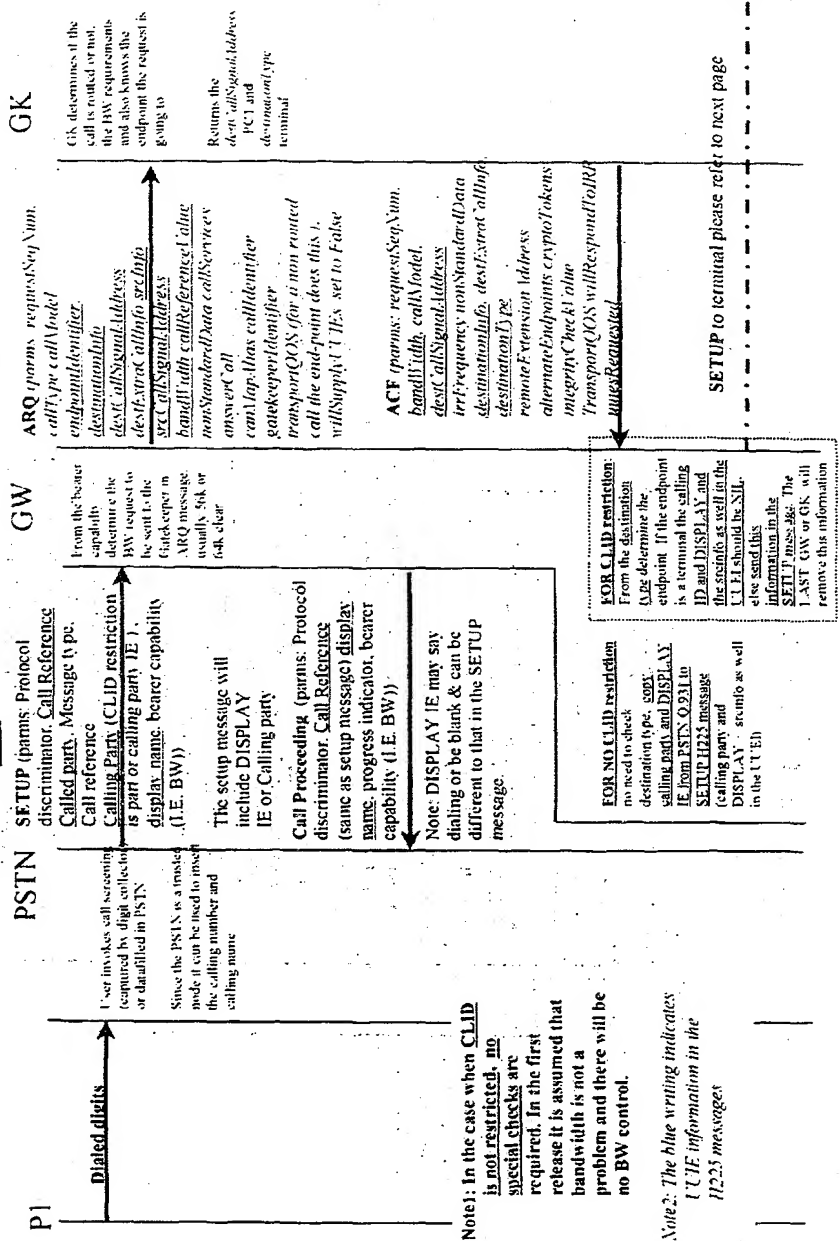 P1
PSTN
GW
GK
Dialed digits
User invokes call screening
(captured by digit collectors
or datafilled in PSTN
Since the PSTN is a trusted
node it can be used to insert
the calling number and
calling name
SETUP (parms: Protocol
discriminator, Call Reference
Called party, Message type,
Call reference
Calling Party (CLID restriction
is part or calling party IE ),
display name, bearer capability
(I.E. BW))
The setup message will
include DISPLAY
IE or Calling party
Call Proceeding (parms: Protocol
discriminator, Call Reference
(same as setup message) display
name, progress indicator, bearer
capability (I.E. BW))
Note: DISPLAY IE may say
dialing or be blank & can be
different to that in the SETUP
message.
From the bearer
capability
determine the
BW request to
be sent to the
Gatekeeper in
ARQ message.
usually 56k or
64k clear
ARQ (parms: requestSeqNum,
callType callModel
endpointIdentifier,
destinationInfo
destCallSignalAddress
destExtraCallInfo srcInfo
srcCallSignalAddress
bandWidth callReferenceValue
nonStandardData callServices
answerCall
canMapAlias callIdentifier
gatekeeperIdentifier
transportQOS (for a non routed
call the end-point does this ),
willSupplyUUIEs set to False
GK determines if the
call is routed or not,
the BW requirements
and also knows the
endpoint the request is
going to
Returns the
destCallSignalAddress
PC1 and
destinationType
terminal
ACF (parms: requestSeqNum,
bandWidth, callModel,
destCallSignalAddress
irrFrequency nonStandardData
destinationInfo, destExtraCallInfo,
destinationType
remoteExtensionAddress
alternateEndpoints cryptoTokens
integrityCheckValue
TransportQOS willRespondToIRR
uuiesRequested
FOR NO CLID restriction
no need to check
destination type, copy
calling party and DISPLAY
IE from PSTN Q.931 to
SETUP H225 message
(calling party and
DISPLAY - srcinfo as well
in the UUEI)
FOR CLID restriction:
From the destination
type determine the
endpoint If the endpoint
is a terminal the calling
ID and DISPLAY and
the srcinfo as well in the
UUEI should be NIL.
else send this
information in the
SETUP message. The
LAST GW or GK will
remove this information
SETUP to terminal please refer to next page
Note1: In the case when CLID
is not restricted, no
special checks are
required. In the first
release it is assumed that
bandwidth is not a
problem and there will be
no BW control.
Note2: The blue writing indicates
UUIE information in the
H225 messages